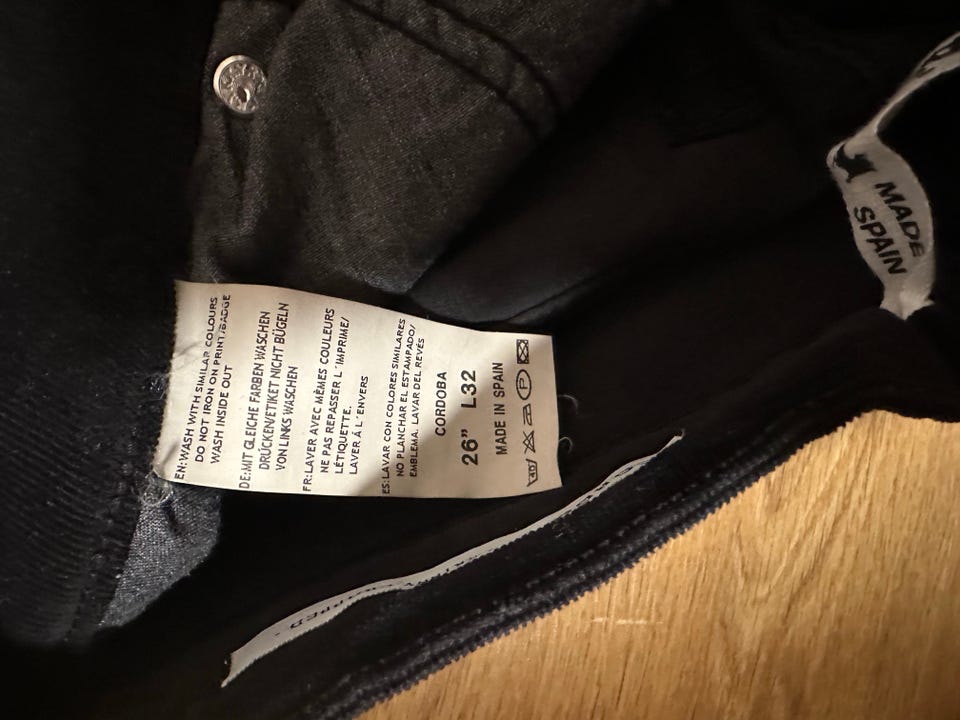 EN:WASH WITH SIMILAR COLOURS
DO NOT IRON ON PRINT/BADGE
WASH INSIDE OUT
DE:MIT GLEICHE FARBEN WASCHEN
DRÜCKEN/ETIKET NICHT BÜGELN
VON LINKS WASCHEN
FR:LAVER AVEC MÊMES COULEURS
NE PAS REPASSER L´IMPRIME/
LÉTIQUETTE.
LAVER Á L´ENVERS
ES:LAVAR CON COLORES SIMILARES
NO PLANCHAR EL ESTAMPADO/
EMBLEMA. LAVAR DEL REVÉS
CORDOBA
26” L32
MADE IN SPAIN
40 P
MADE
SPAIN